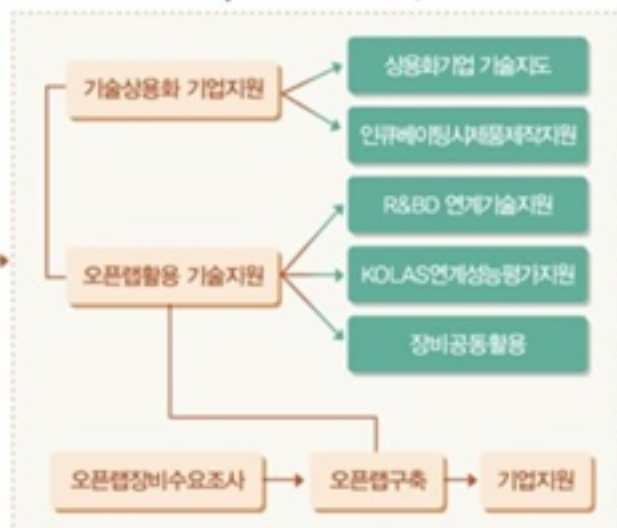 기술상용화 기업지원
상용화기업 기술지도
인큐베이팅시제품제작지원
오픈랩활용 기술지원
R&BD 연계기술지원
KOLAS연계성능평가지원
장비공동활용
오픈랩장비수요조사
오픈랩구축
기업지원